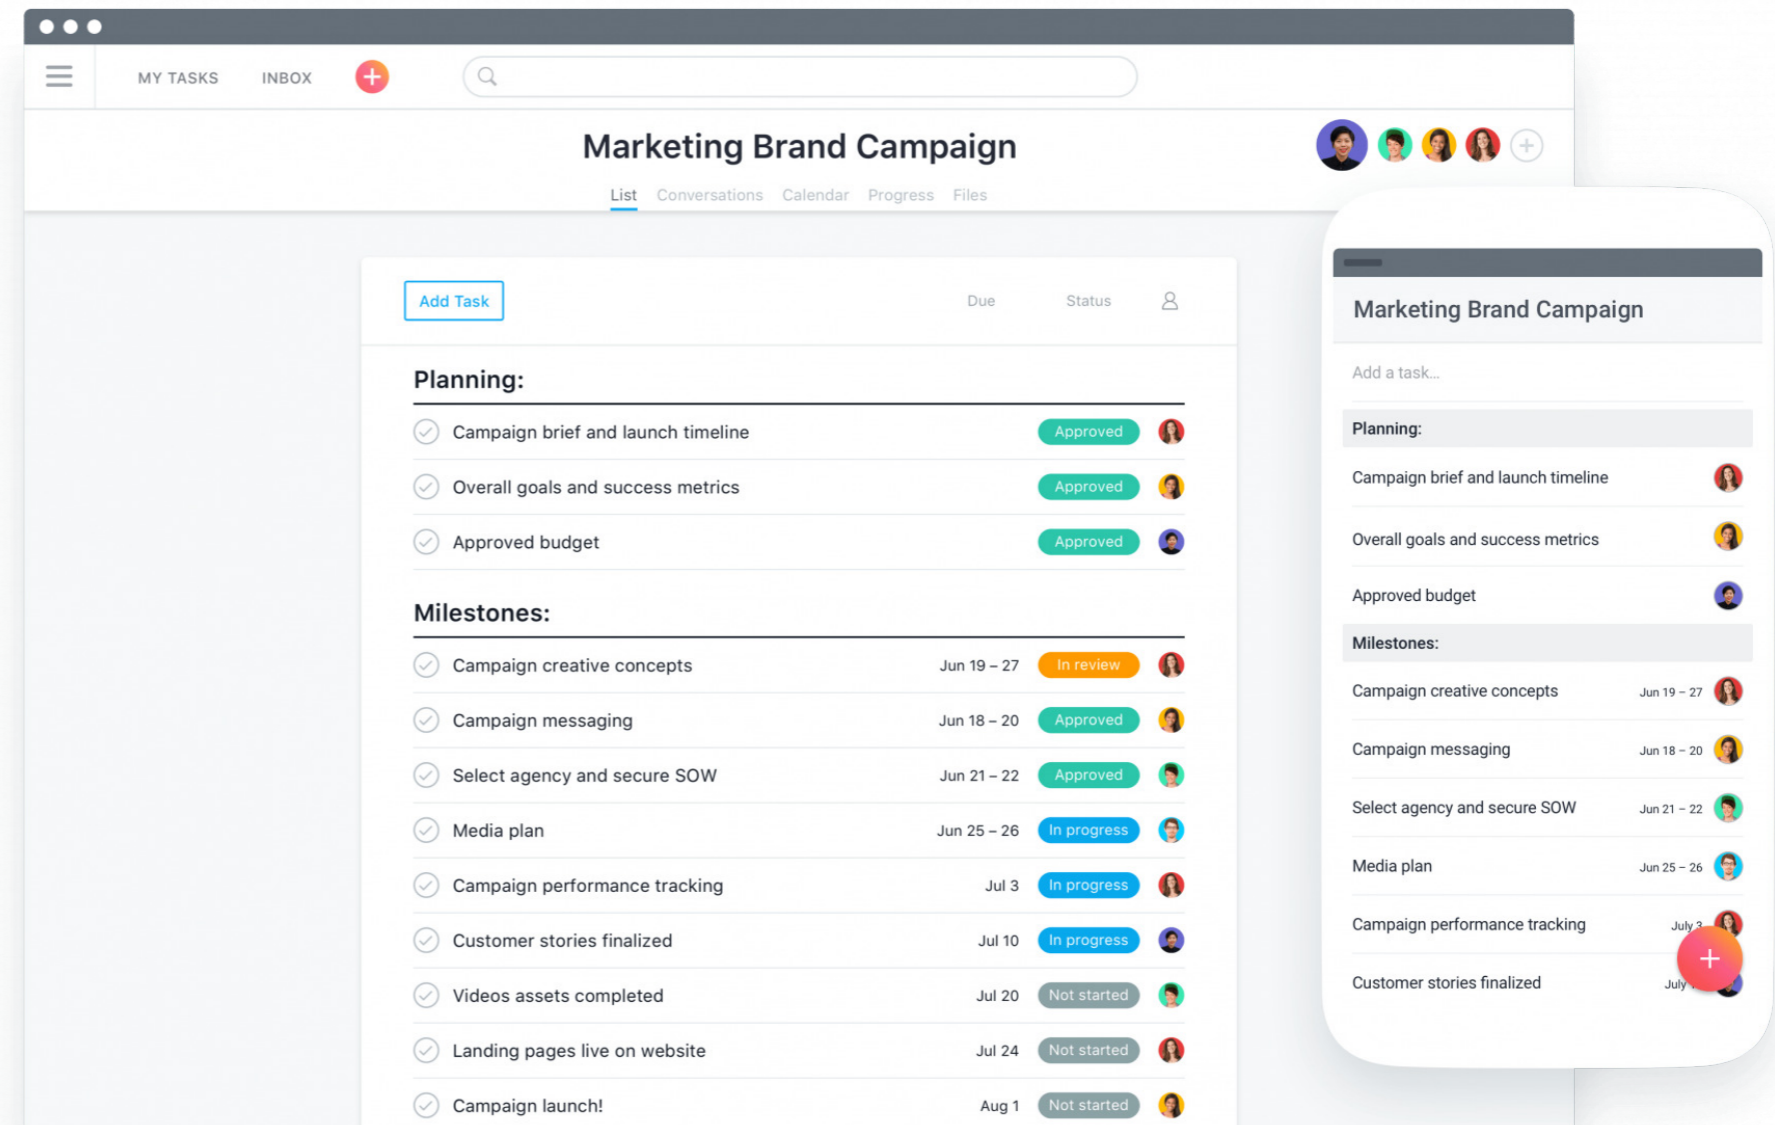 MY TASKS INBOX
Marketing Brand Campaign
List Conversations Calendar Progress Files
Add Task Due Status
Planning:
Campaign brief and launch timeline Approved
Overall goals and success metrics Approved
Approved budget Approved
Milestones:
Campaign creative concepts Jun 19 – 27 In review
Campaign messaging Jun 18 – 20 Approved
Select agency and secure SOW Jun 21 – 22 Approved
Media plan Jun 25 – 26 In progress
Campaign performance tracking Jul 3 In progress
Customer stories finalized Jul 10 In progress
Videos assets completed Jul 20 Not started
Landing pages live on website Jul 24 Not started
Campaign launch! Aug 1 Not started
Marketing Brand Campaign
Add a task...
Planning:
Campaign brief and launch timeline
Overall goals and success metrics
Approved budget
Milestones:
Campaign creative concepts Jun 19 – 27
Campaign messaging Jun 18 – 20
Select agency and secure SOW Jun 21 – 22
Media plan Jun 25 – 26
Campaign performance tracking July 3
Customer stories finalized July